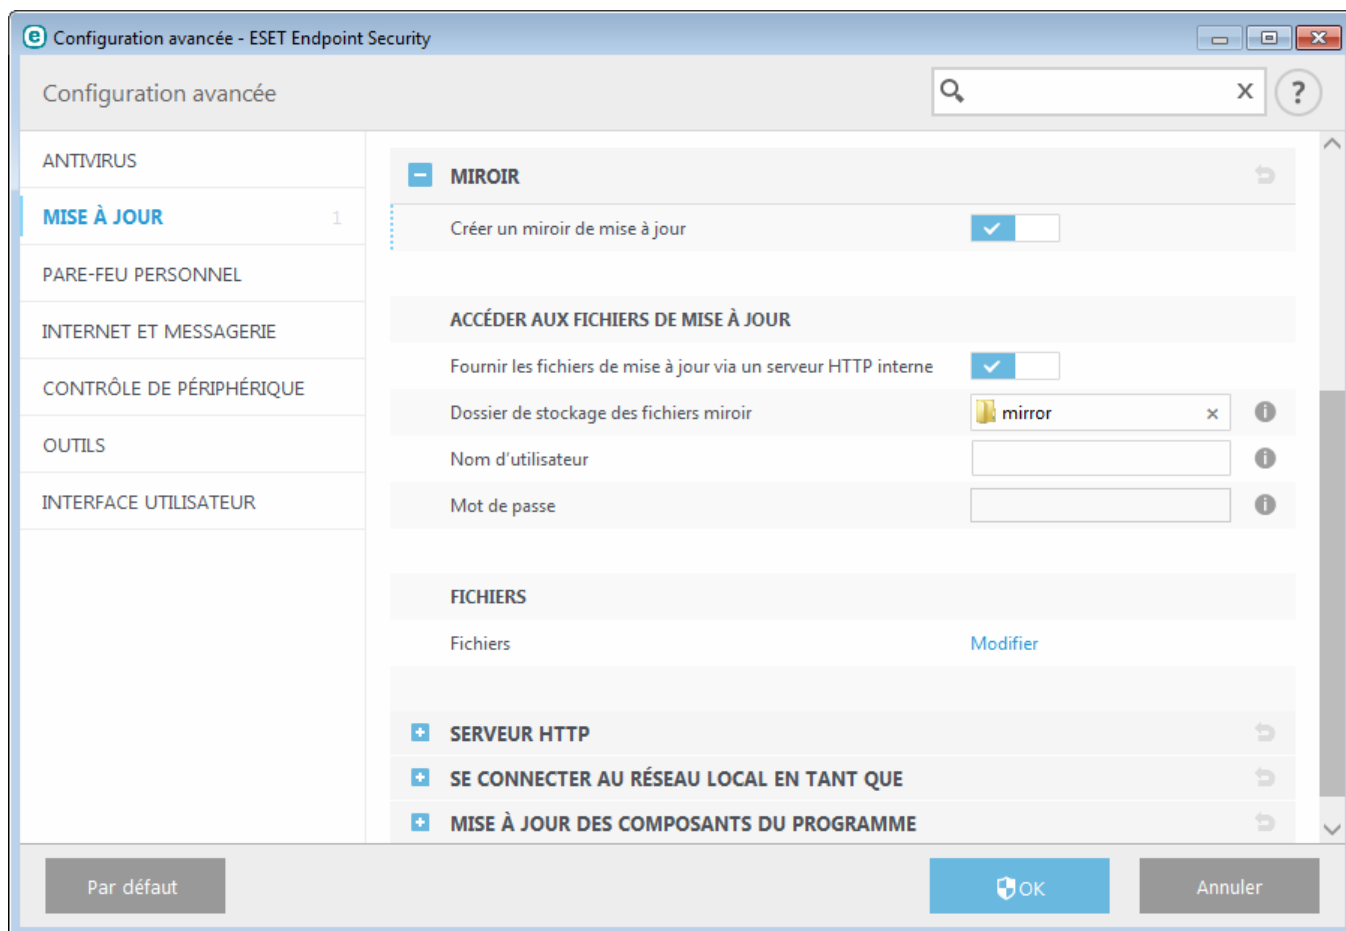 Configuration avancée - ESET Endpoint Security
Configuration avancée
ANTIVIRUS
MISE À JOUR 1
PARE-FEU PERSONNEL
INTERNET ET MESSAGERIE
CONTRÔLE DE PÉRIPHÉRIQUE
OUTILS
INTERFACE UTILISATEUR
MIROIR
Créer un miroir de mise à jour
ACCÉDER AUX FICHIERS DE MISE À JOUR
Fournir les fichiers de mise à jour via un serveur HTTP interne
Dossier de stockage des fichiers miroir mirror
Nom d'utilisateur
Mot de passe
FICHIERS
Fichiers Modifier
SERVEUR HTTP
SE CONNECTER AU RÉSEAU LOCAL EN TANT QUE
MISE À JOUR DES COMPOSANTS DU PROGRAMME
Par défaut OK Annuler